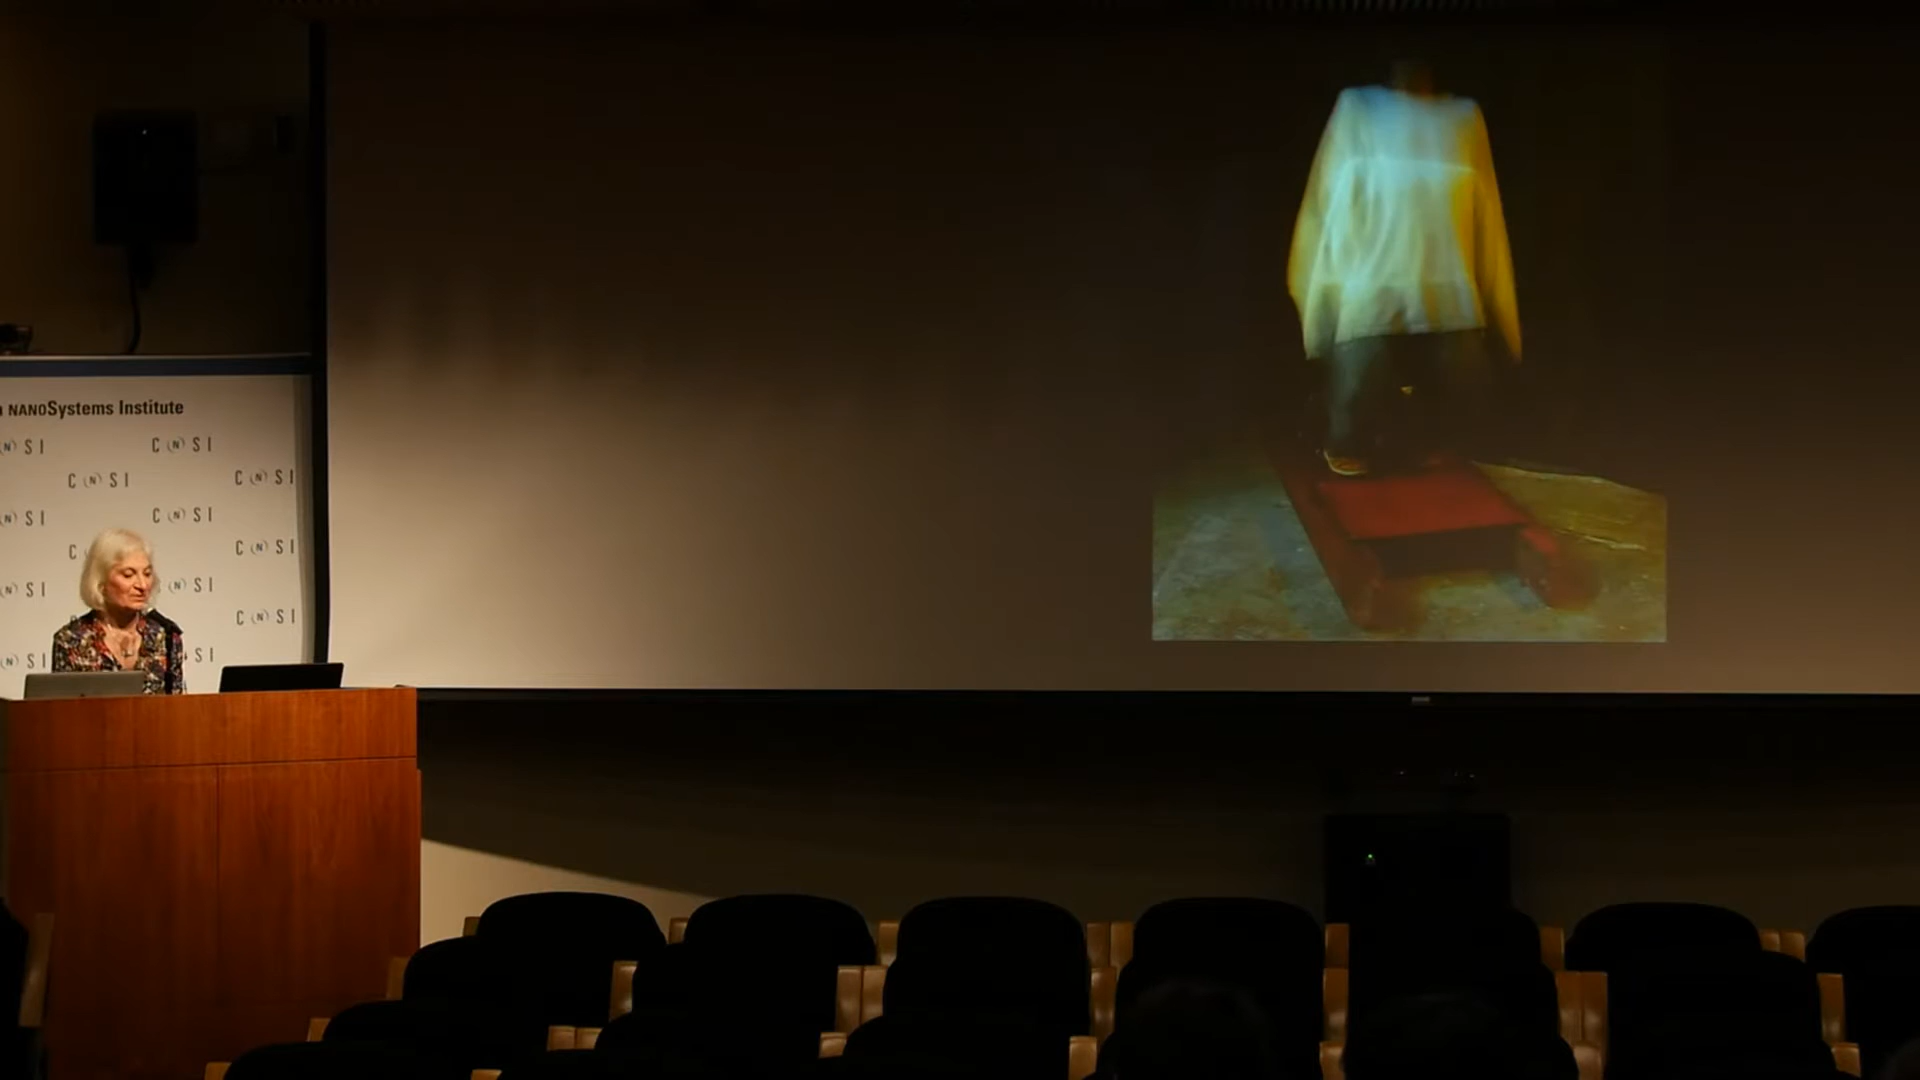 NANOSystems Institute
(N) S I C (N) S I
C (N) S I C (N) S I
(N) S I C (N) S I
C C (N) S I
(N) S I (N) S I
C (N) S I
(N) S I S I